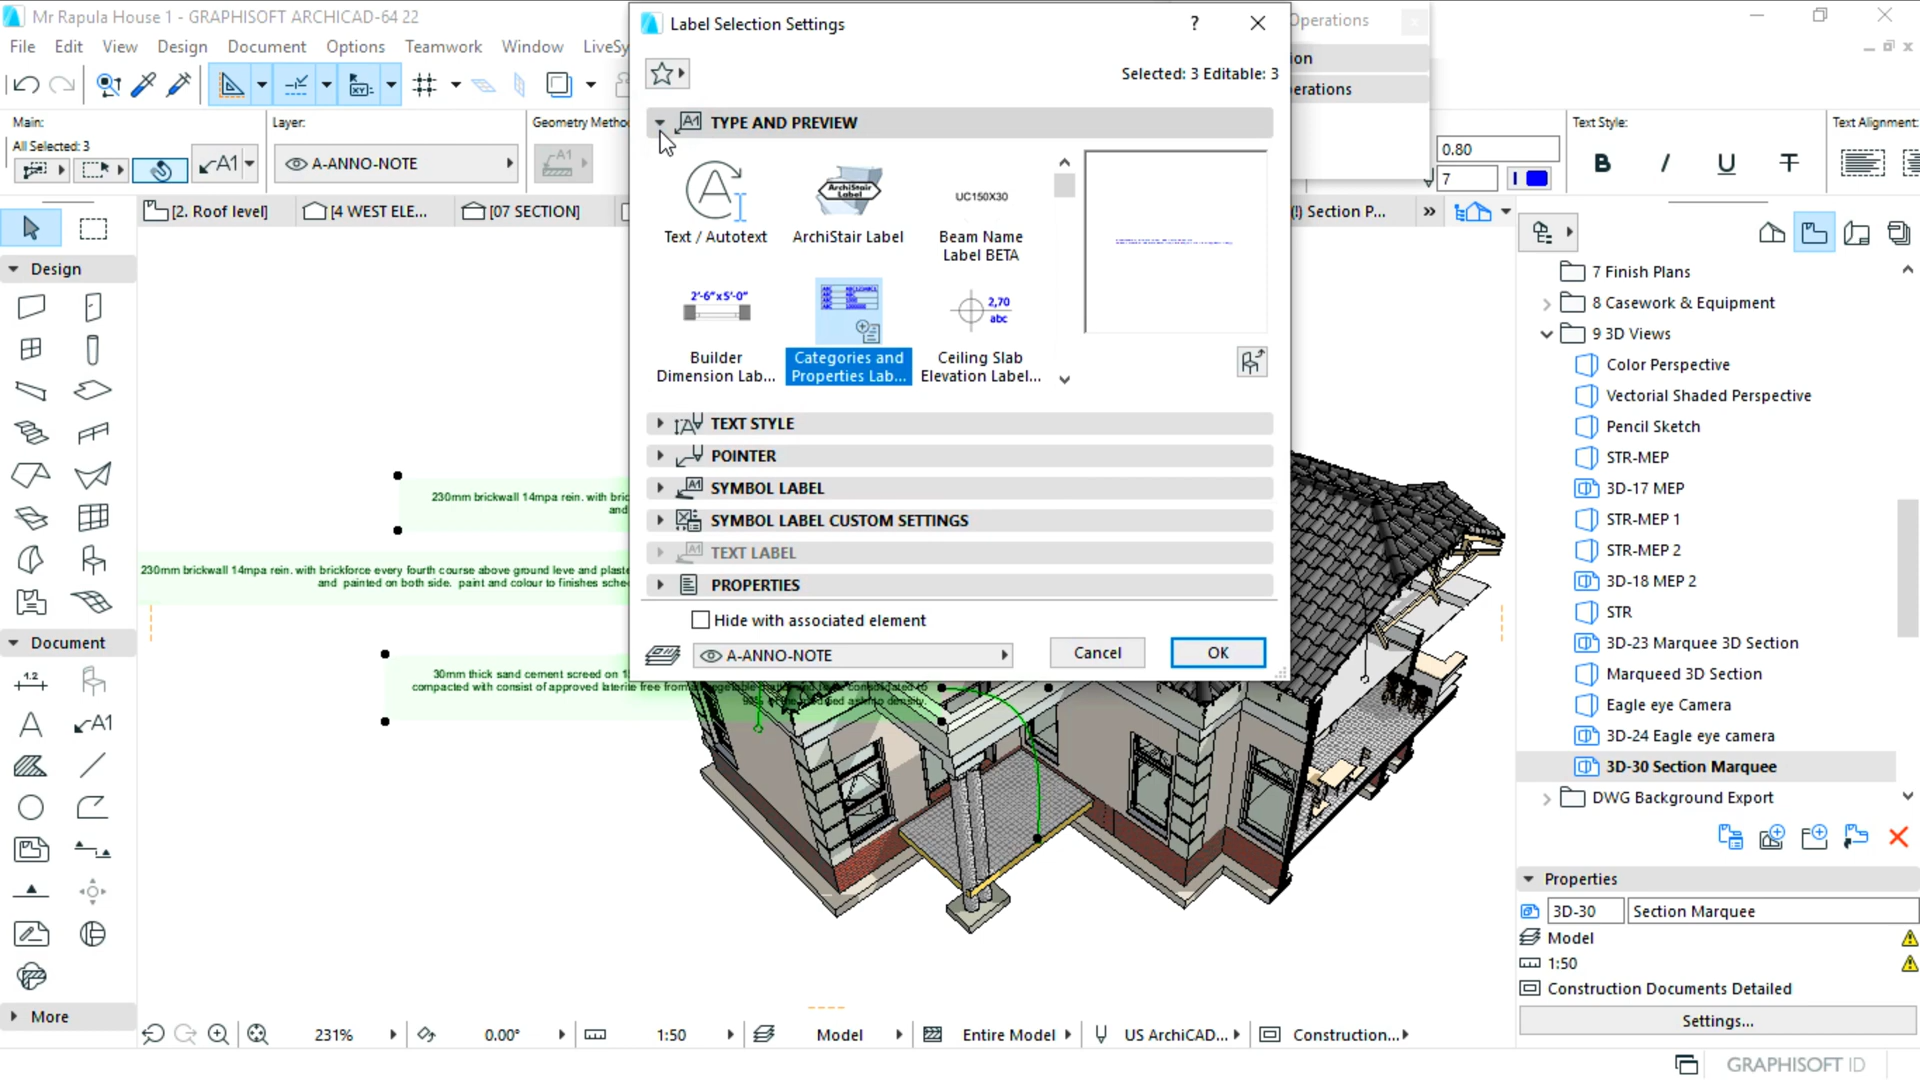 Mr Rapula House 1 - GRAPHISOFT ARCHICAD-64 22
File Edit View Design Document Options Teamwork Window LiveSy
Main:
All Selected: 3
Layer:
A-ANNO-NOTE
Geometry Metho
A1
Label Selection Settings
?
Selected: 3 Editable: 3
TYPE AND PREVIEW
Text / Autotext
ArchiStair Label
UC150X30
Beam Name
Label BETA
2'-6"x5'-0"
Builder
Dimension Lab...
Categories and
Properties Lab...
2,70
abc
Ceiling Slab
Elevation Label...
TEXT STYLE
POINTER
SYMBOL LABEL
SYMBOL LABEL CUSTOM SETTINGS
TEXT LABEL
PROPERTIES
Hide with associated element
A-ANNO-NOTE
Cancel
OK
Operations
ion
perations
0.80
7
Text Style:
B I U T
Text Alignment:
[2. Roof level]
[4 WEST ELE...
[07 SECTION]
(!) Section P...
Design
Document
1.2
A
A1
More
230mm brickwall 14mpa rein. with bric
and
230mm brickwall 14mpa rein. with brickforce every fourth course above ground leve and plaste
and painted on both side. paint and colour to finishes sche
30mm thick sand cement screed on 1
compacted with consist of approved laterite free from
7 Finish Plans
8 Casework & Equipment
9 3D Views
Color Perspective
Vectorial Shaded Perspective
Pencil Sketch
STR-MEP
3D-17 MEP
STR-MEP 1
STR-MEP 2
3D-18 MEP 2
STR
3D-23 Marquee 3D Section
Marqueed 3D Section
Eagle eye Camera
3D-24 Eagle eye camera
3D-30 Section Marquee
DWG Background Export
Properties
3D-30
Section Marquee
Model
1:50
Construction Documents Detailed
Settings...
231%
0.00°
1:50
Model
Entire Model
US ArchiCAD...
Construction...
GRAPHISOFT ID